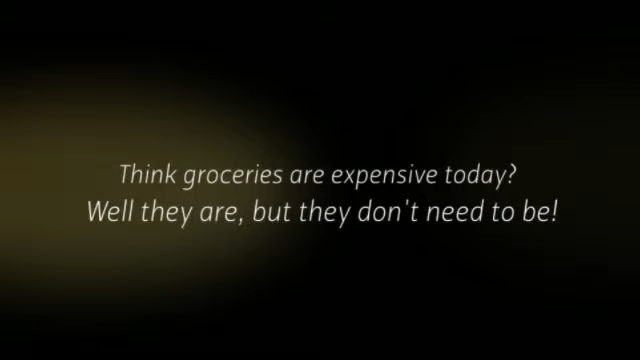 Think groceries are expensive today?
Well they are, but they don't need to be!